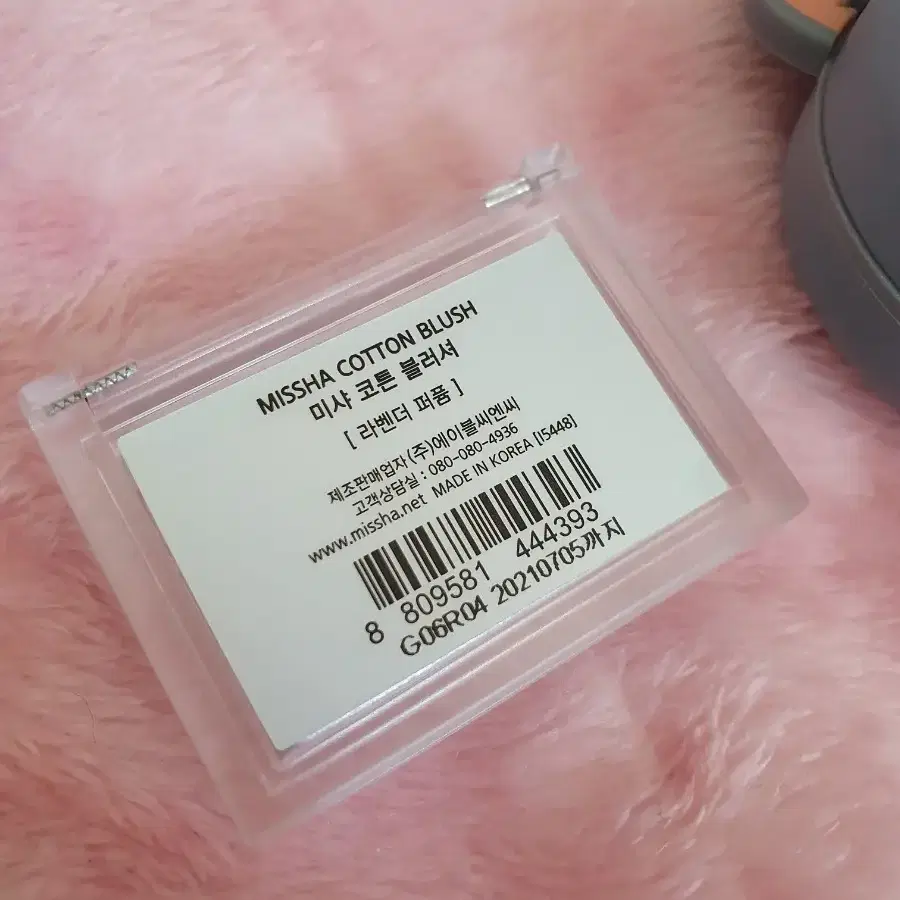 MISSHA COTTON BLUSH
미샤 코튼 블러셔
[ 라벤더 퍼퓸 ]
제조판매업자 (주)에이블씨엔씨
고객상담실 : 080-080-4936
www.missha.net MADE IN KOREA [I5448]
8 809581 444393
G06R04 20210705까지